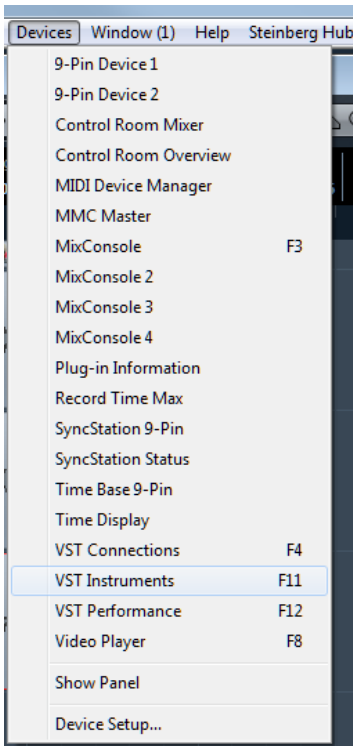 Devices Window (1) Help Steinberg Hub
9-Pin Device 1
9-Pin Device 2
Control Room Mixer
Control Room Overview
MIDI Device Manager
MMC Master
MixConsole F3
MixConsole 2
MixConsole 3
MixConsole 4
Plug-in Information
Record Time Max
SyncStation 9-Pin
SyncStation Status
Time Base 9-Pin
Time Display
VST Connections F4
VST Instruments F11
VST Performance F12
Video Player F8
Show Panel
Device Setup...